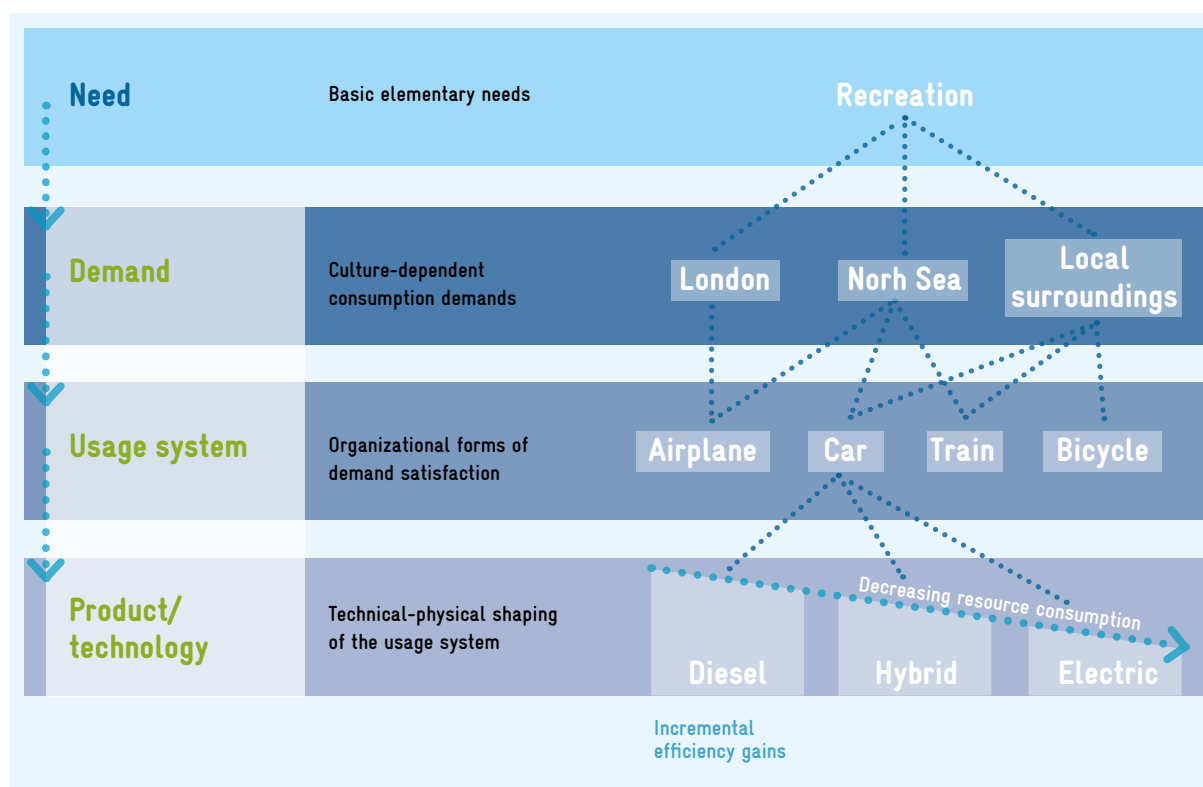 Need
Basic elementary needs
Recreation
Demand
Culture-dependent
consumption demands
London
Norh Sea
Local
surroundings
Usage system
Organizational forms of
demand satisfaction
Airplane
Car
Train
Bicycle
Product/
technology
Technical-physical shaping
of the usage system
Decreasing resource consumption
Diesel
Hybrid
Electric
Incremental
efficiency gains